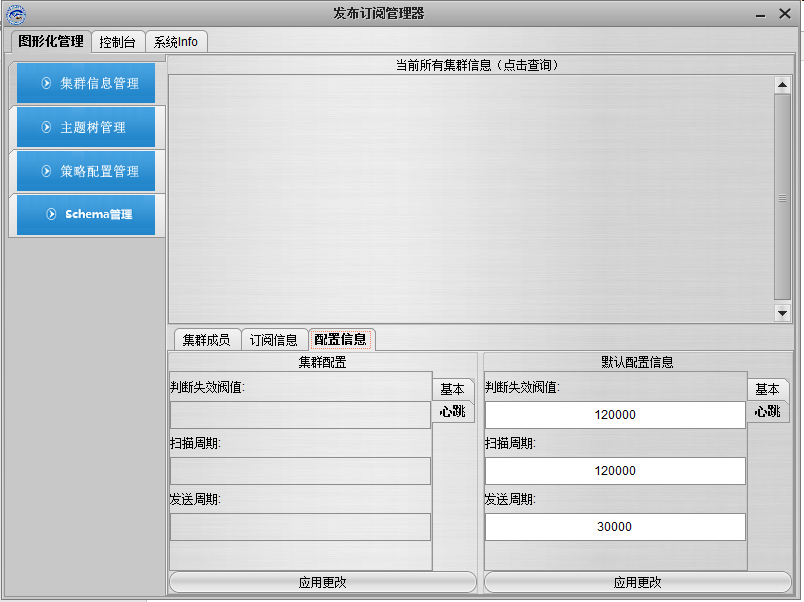 发布订阅管理器
图形化管理 控制台 系统Info
集群信息管理
主题树管理
策略配置管理
Schema管理
当前所有集群信息（点击查询）
集群成员 订阅信息 配置信息
集群配置
判断失效阀值:
扫描周期:
发送周期:
基本
心跳
应用更改
默认配置信息
判断失效阀值:
120000
扫描周期:
120000
发送周期:
30000
基本
心跳
应用更改